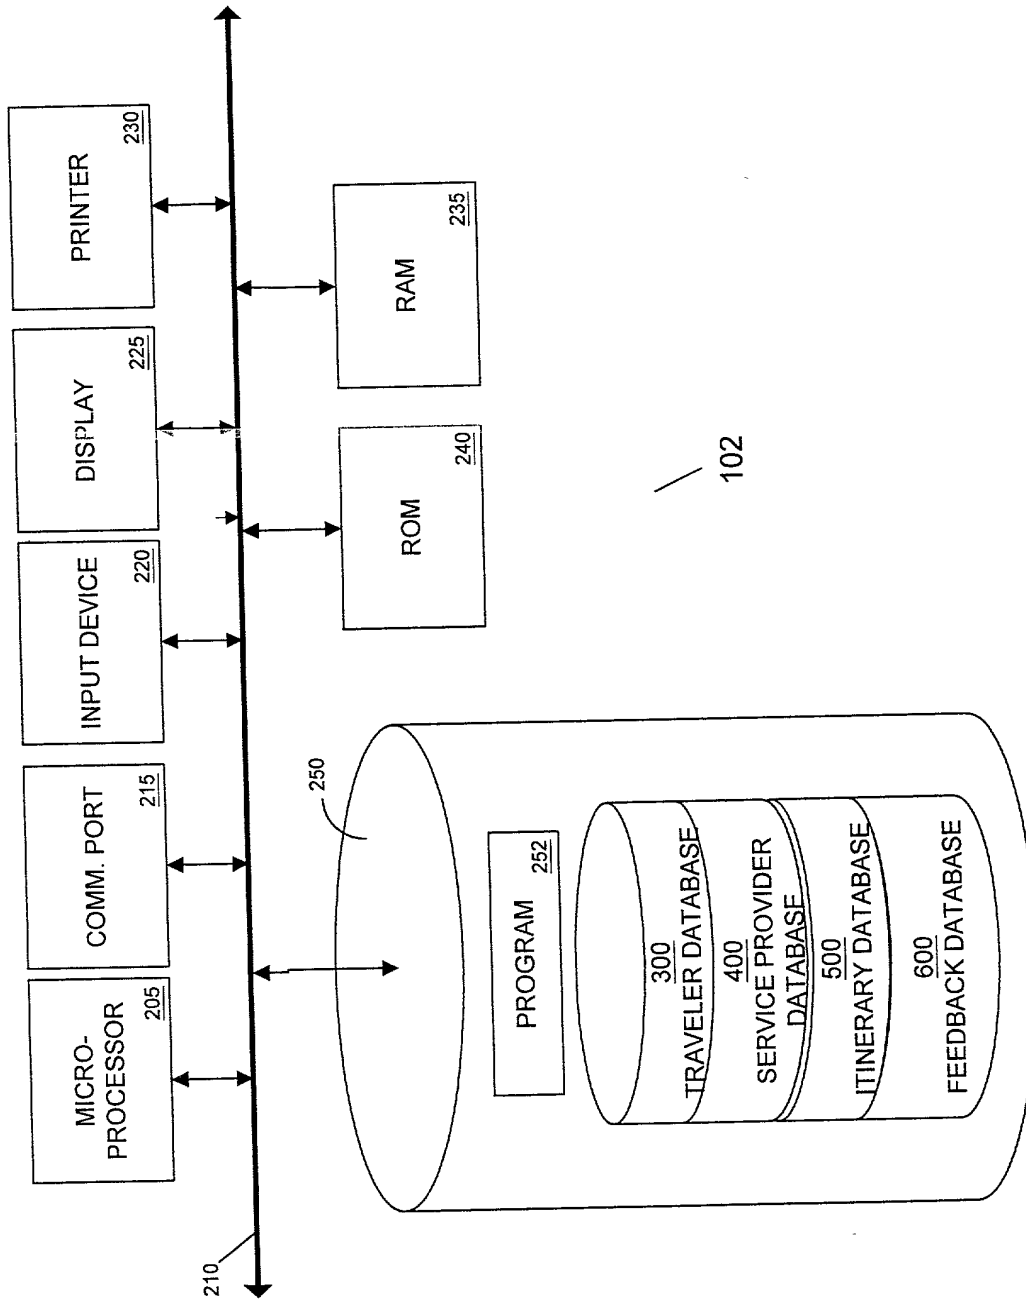 MICRO-
PROCESSOR
205
COMM. PORT
215
INPUT DEVICE
220
DISPLAY
225
PRINTER
230
210
250
ROM
240
RAM
235
PROGRAM
252
300
TRAVELER DATABASE
400
SERVICE PROVIDER
DATABASE
500
ITINERARY DATABASE
600
FEEDBACK DATABASE
102